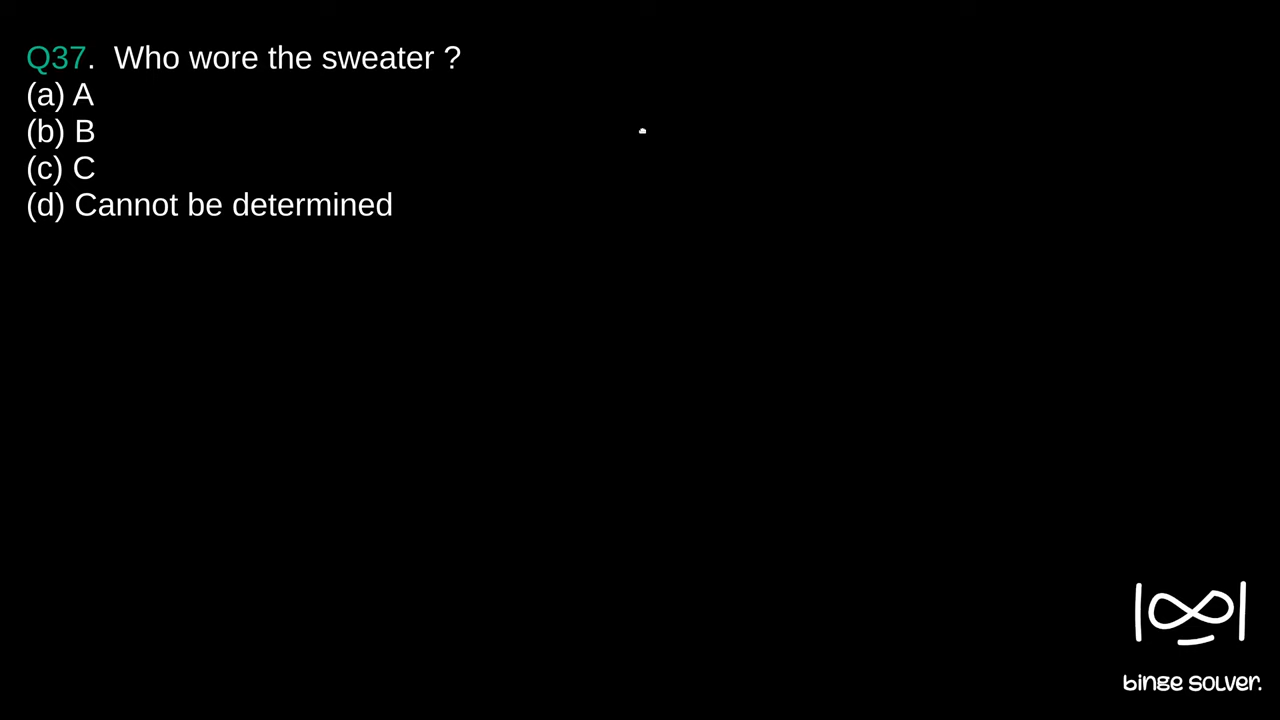 Q37.  Who wore the sweater ?
(a) A
(b) B
(c) C
(d) Cannot be determined
binge solver.